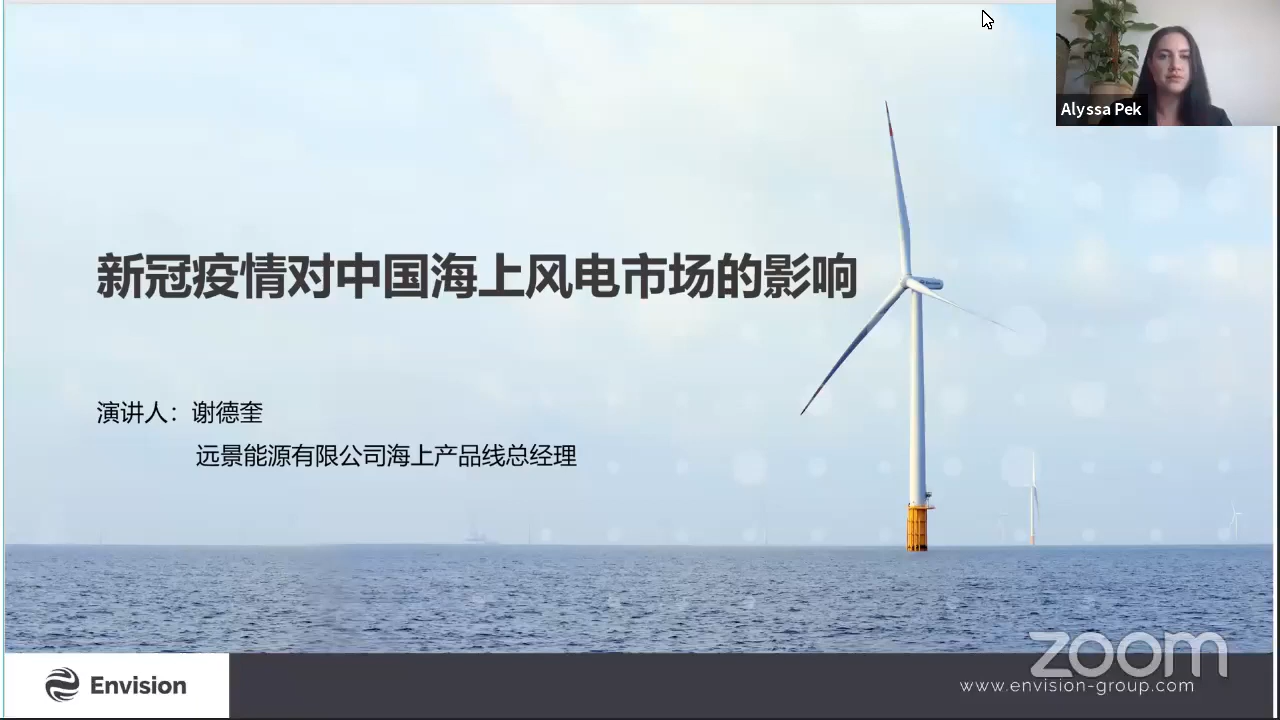 Alyssa Pek
新冠疫情对中国海上风电市场的影响
演讲人：谢德奎
远景能源有限公司海上产品线总经理
zoom
Envision
www.envision-group.com